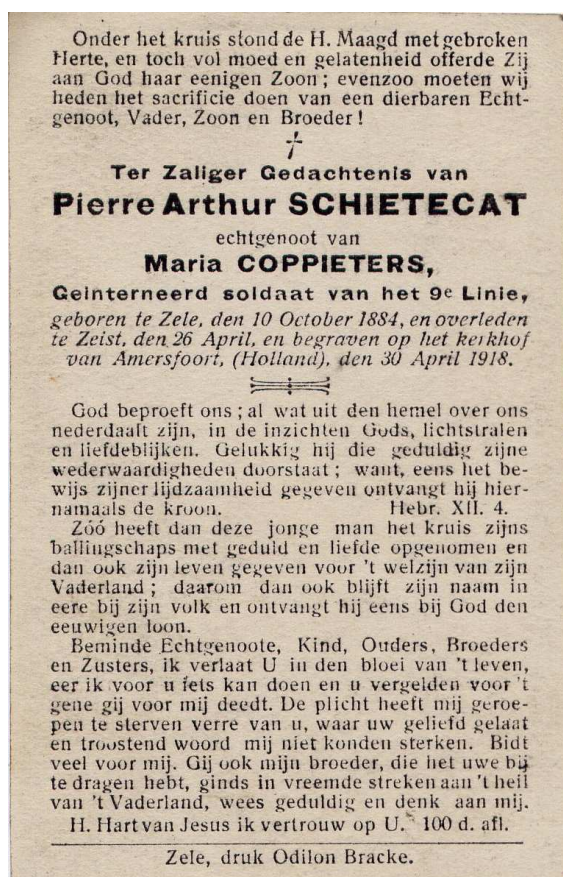 Onder het kruis stond de H. Maagd met gebroken
Herte, en toch vol moed en gelatenheid offerde Zij
aan God haar eenigen Zoon ; evenzoo moeten wij
heden het sacrificie doen van een dierbaren Echt-
genoot, Vader, Zoon en Broeder !
†
Ter Zaliger Gedachtenis van
Pierre Arthur SCHIETECAT
echtgenoot van
Maria COPPIETERS,
Geinterneerd soldaat van het 9e Linie,
geboren te Zele, den 10 October 1884, en overleden
te Zeist, den 26 April, en begraven op het kerkhof
van Amersfoort, (Holland), den 30 April 1918.
God beproeft ons ; al wat uit den hemel over ons
nederdaalt zijn, in de inzichten Gods, lichtstralen
en liefdeblijken. Gelukkig hij die geduldig zijne
wederwaardigheden doorstaat ; want, eens het be-
wijs zijner lijdzaamheid gegeven ontvangt hij hier-
namaals de kroon. Hebr. XII. 4.
Zóó heeft dan deze jonge man het kruis zijns
ballingschaps met geduld en liefde opgenomen en
dan ook zijn leven gegeven voor 't welzijn van zijn
Vaderland ; daarom dan ook blijft zijn naam in
eere bij zijn volk en ontvangt hij eens bij God den
eeuwigen loon.
Beminde Echtgenoote, Kind, Ouders, Broeders
en Zusters, ik verlaat U in den bloei van 't leven,
eer ik voor u iets kan doen en u vergelden voor 't
gene gij voor mij deedt. De plicht heeft mij geroe-
pen te sterven verre van u, waar uw geliefd gelaat
en troostend woord mij niet konden sterken. Bidt
veel voor mij. Gij ook mijn broeder, die het uwe bij
te dragen hebt, ginds in vreemde streken aan 't heil
van 't Vaderland, wees geduldig en denk aan mij.
H. Hart van Jesus ik vertrouw op U. 100 d. afl.
Zele, druk Odilon Bracke.